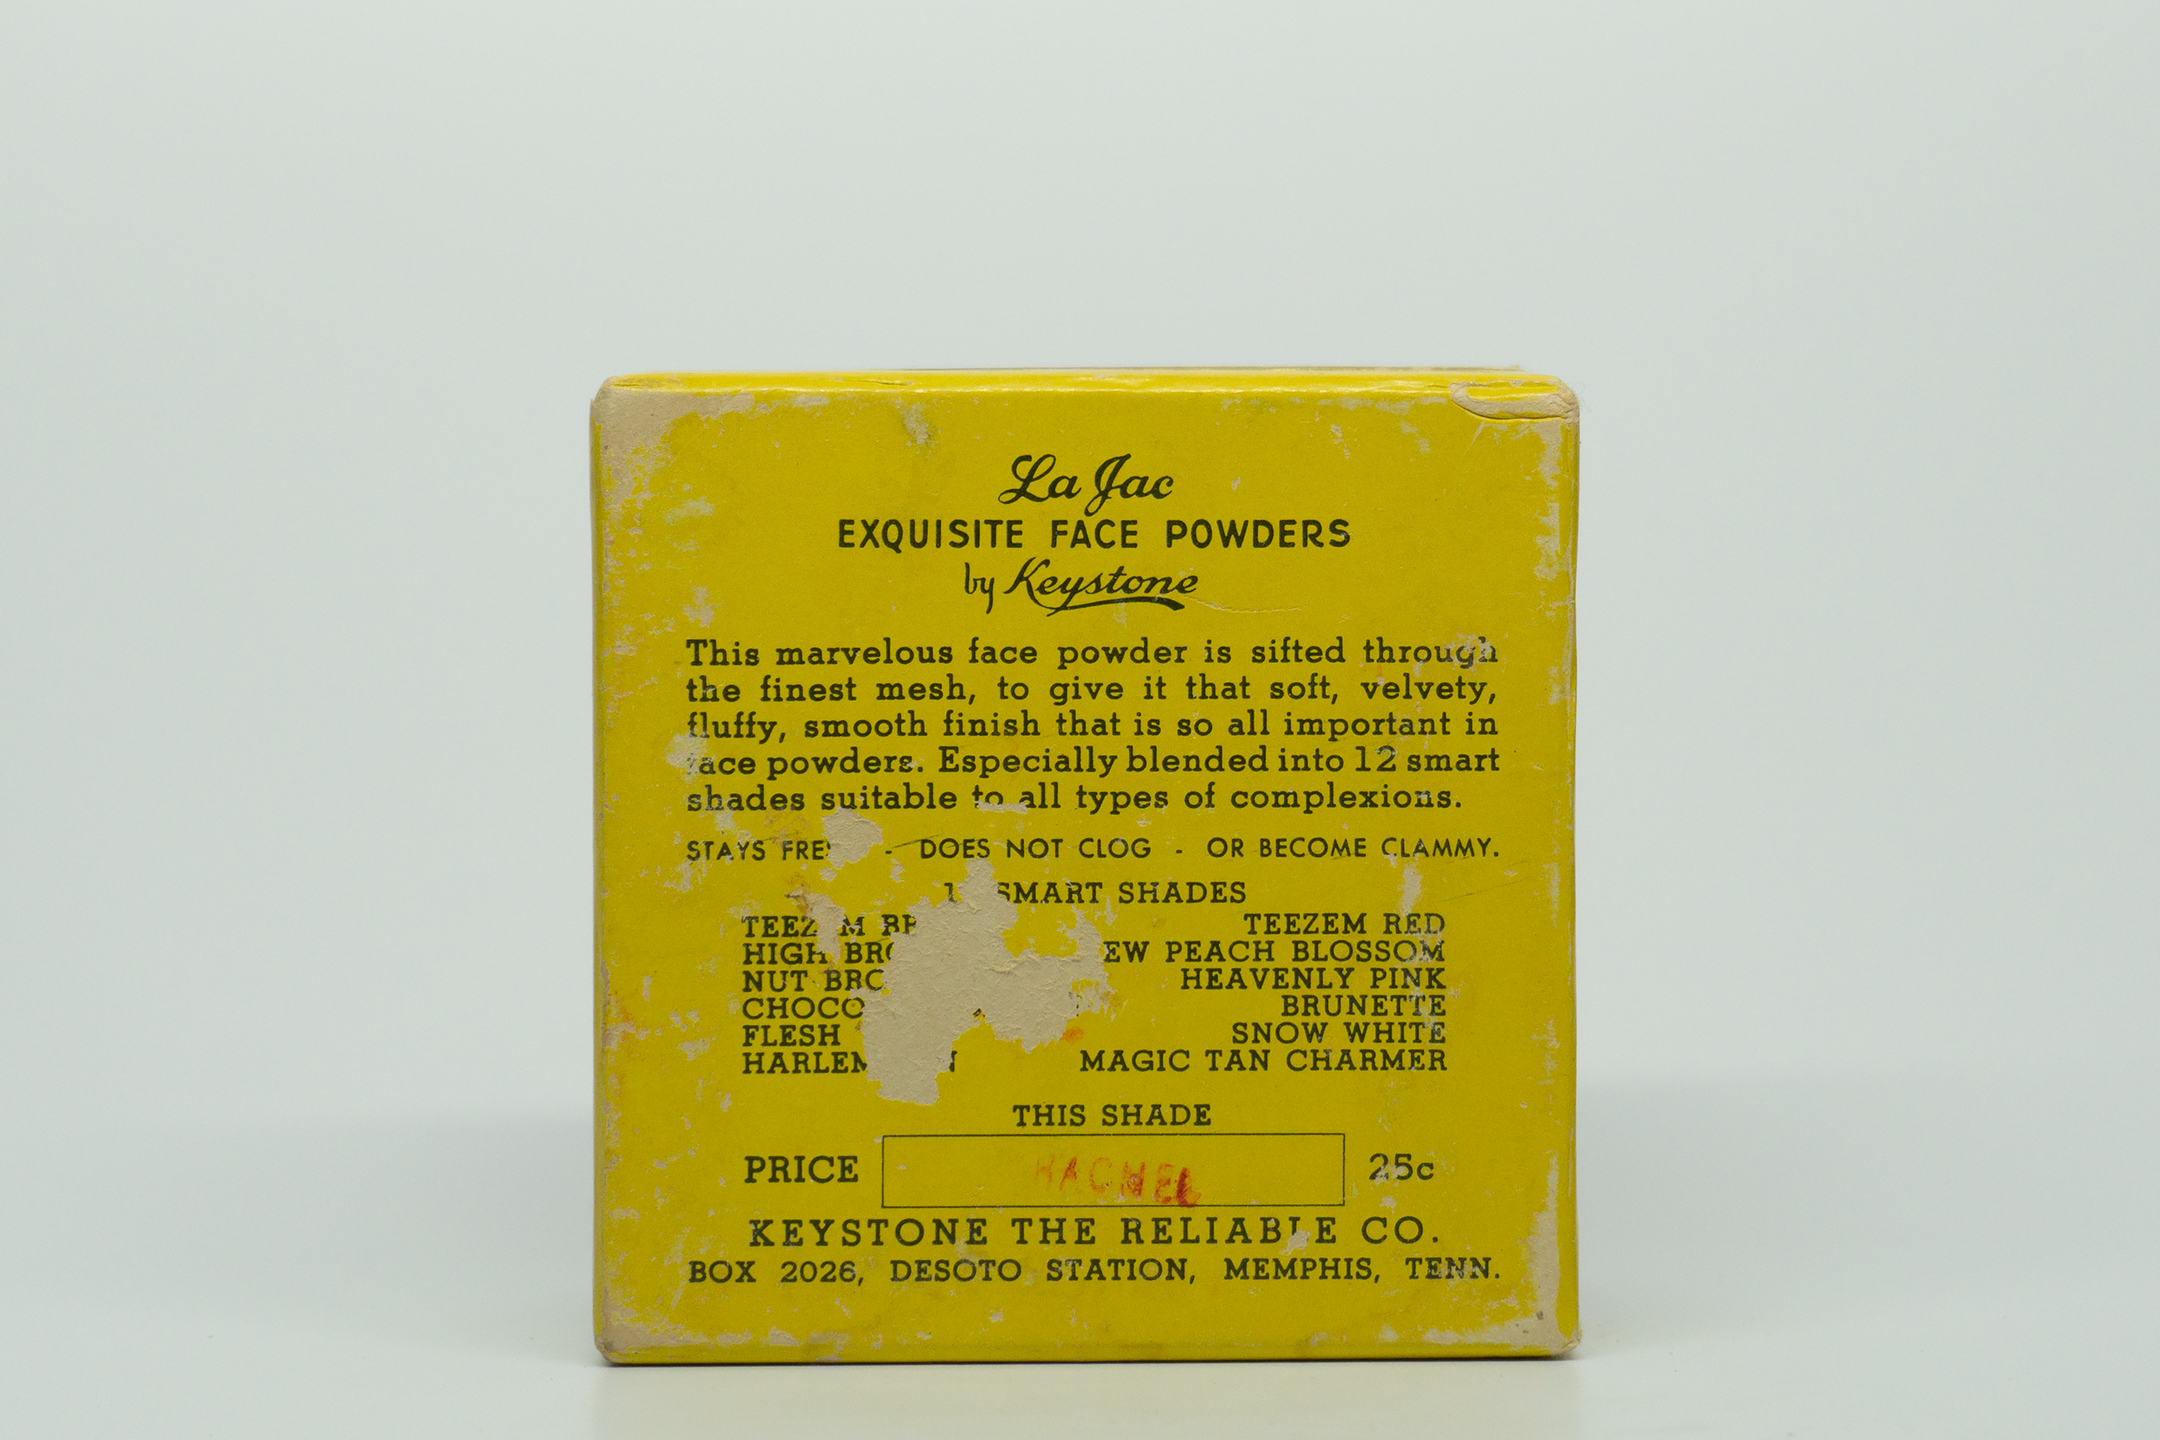 La Jac
EXQUISITE FACE POWDERS
by Keystone
This marvelous face powder is sifted through
the finest mesh, to give it that soft, velvety,
fluffy, smooth finish that is so all important in
face powders. Especially blended into 12 smart
shades suitable to all types of complexions.
STAYS - DOES NOT CLOG - OR BECOME CLAMMY.
SMART SHADES
TEEZEM RED
HIGH PEACH BLOSSOM
NUT HEAVENLY PINK
BRUNETTE
FLESH SNOW WHITE
MAGIC TAN CHARMER
THIS SHADE
PRICE RACHEL 25c
KEYSTONE THE RELIABLE CO.
BOX 2026, DESOTO STATION, MEMPHIS, TENN.